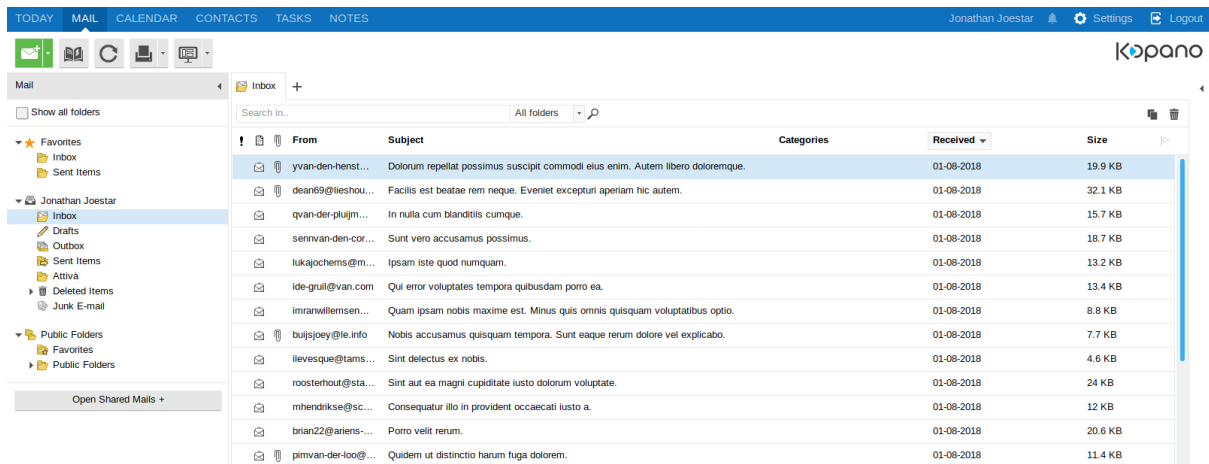 TODAY MAIL CALENDAR CONTACTS TASKS NOTES Jonathan Joestar Settings Logout
kopano
Mail
Inbox +
Show all folders
Search in.. All folders
Favorites
Inbox
Sent Items
Jonathan Joestar
Inbox
Drafts
Outbox
Sent Items
Attivà
Deleted Items
Junk E-mail
Public Folders
Favorites
Public Folders
Open Shared Mails +
From Subject Categories Received Size
yvan-den-henst... Dolorum repellat possimus suscipit commodi eius enim. Autem libero doloremque. 01-08-2018 19.9 KB
dean69@lieshou... Facilis est beatae rem neque. Eveniet excepturi aperiam hic autem. 01-08-2018 32.1 KB
qvan-der-pluijm... In nulla cum blanditiis cumque. 01-08-2018 15.7 KB
sennvan-den-cor... Sunt vero accusamus possimus. 01-08-2018 18.7 KB
lukajochems@m... Ipsam iste quod numquam. 01-08-2018 13.2 KB
ide-gruil@van.com Qui error voluptates tempora quibusdam porro ea. 01-08-2018 13.4 KB
imranwillemsen... Quam ipsam nobis maxime est. Minus quis omnis quisquam voluptatibus optio. 01-08-2018 8.8 KB
buijsjoey@le.info Nobis accusamus quisquam tempora. Sunt eaque rerum dolore vel explicabo. 01-08-2018 7.7 KB
ilevesque@tams... Sint delectus ex nobis. 01-08-2018 4.6 KB
roosterhout@sta... Sint aut ea magni cupiditate iusto dolorum voluptate. 01-08-2018 24 KB
mhendrikse@sc... Consequatur illo in provident occaecati iusto a. 01-08-2018 12 KB
brian22@ariens-... Porro velit rerum. 01-08-2018 20.6 KB
pimvan-der-loo@... Quidem ut distinctio harum fuga dolorem. 01-08-2018 11.4 KB